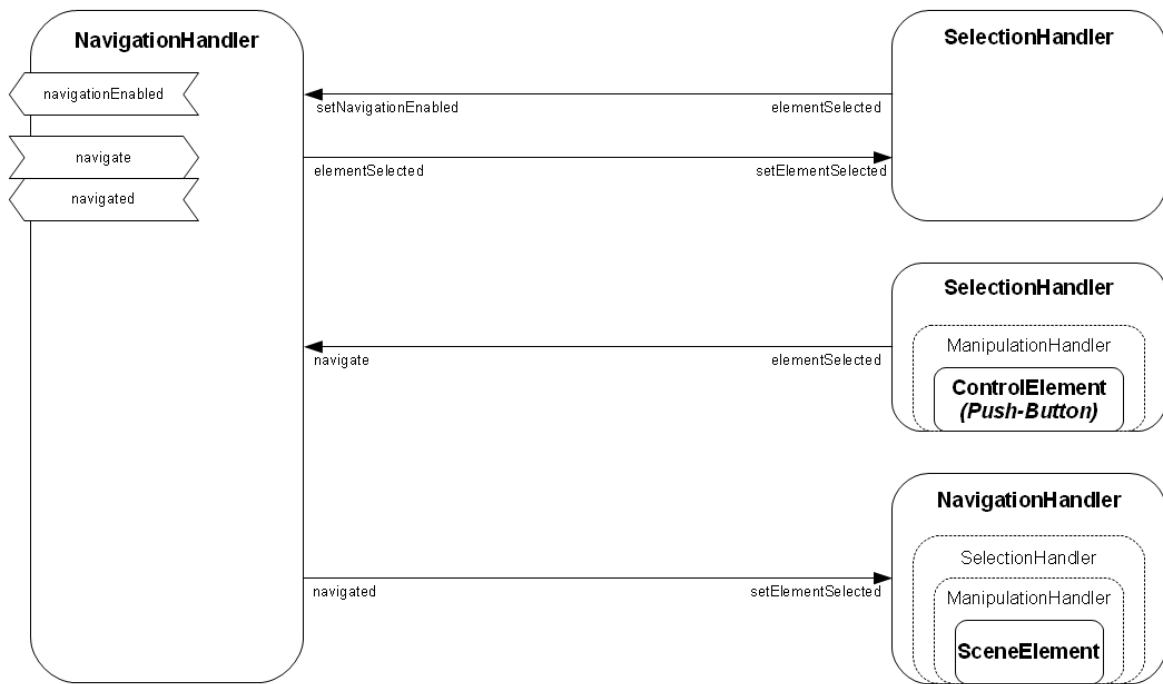 NavigationHandler
navigationEnabled
navigate
navigated
setNavigationEnabled
elementSelected
elementSelected
setElementSelected
SelectionHandler
navigate
elementSelected
SelectionHandler
ManipulationHandler
ControlElement
(Push-Button)
navigated
setElementSelected
NavigationHandler
SelectionHandler
ManipulationHandler
SceneElement